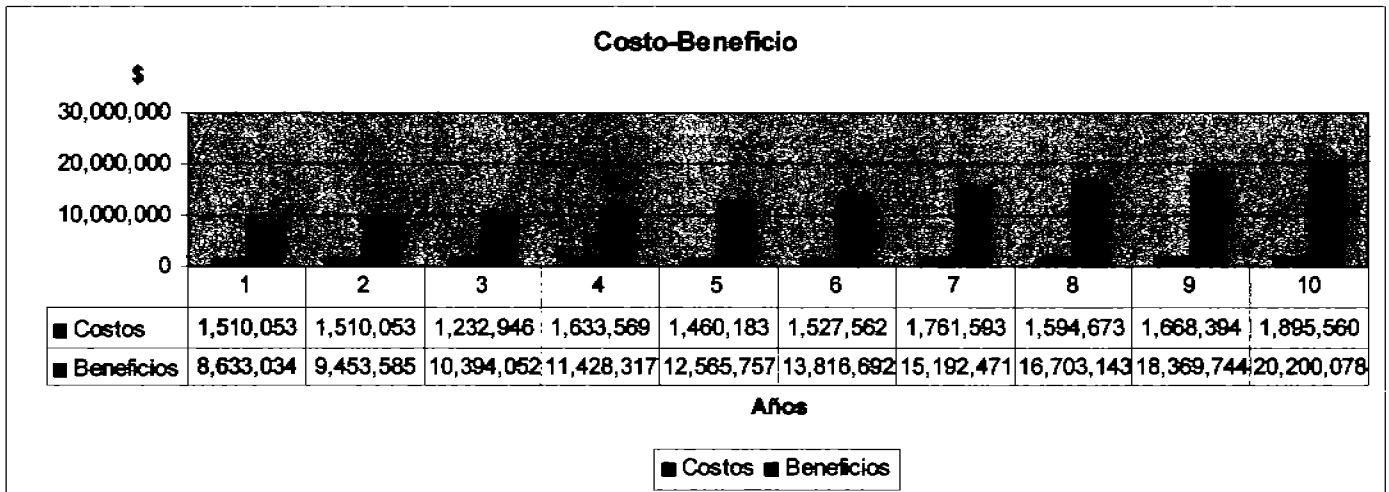 Costo-Beneficio
$
30,000,000
20,000,000
10,000,000
0
1 2 3 4 5 6 7 8 9 10
Costos 1,510,053 1,510,053 1,232,946 1,633,569 1,460,183 1,527,562 1,761,593 1,594,673 1,668,394 1,895,560
Beneficios 8,633,034 9,453,585 10,394,052 11,428,317 12,565,757 13,816,692 15,192,471 16,703,143 18,369,744 20,200,078
Años
Costos Beneficios